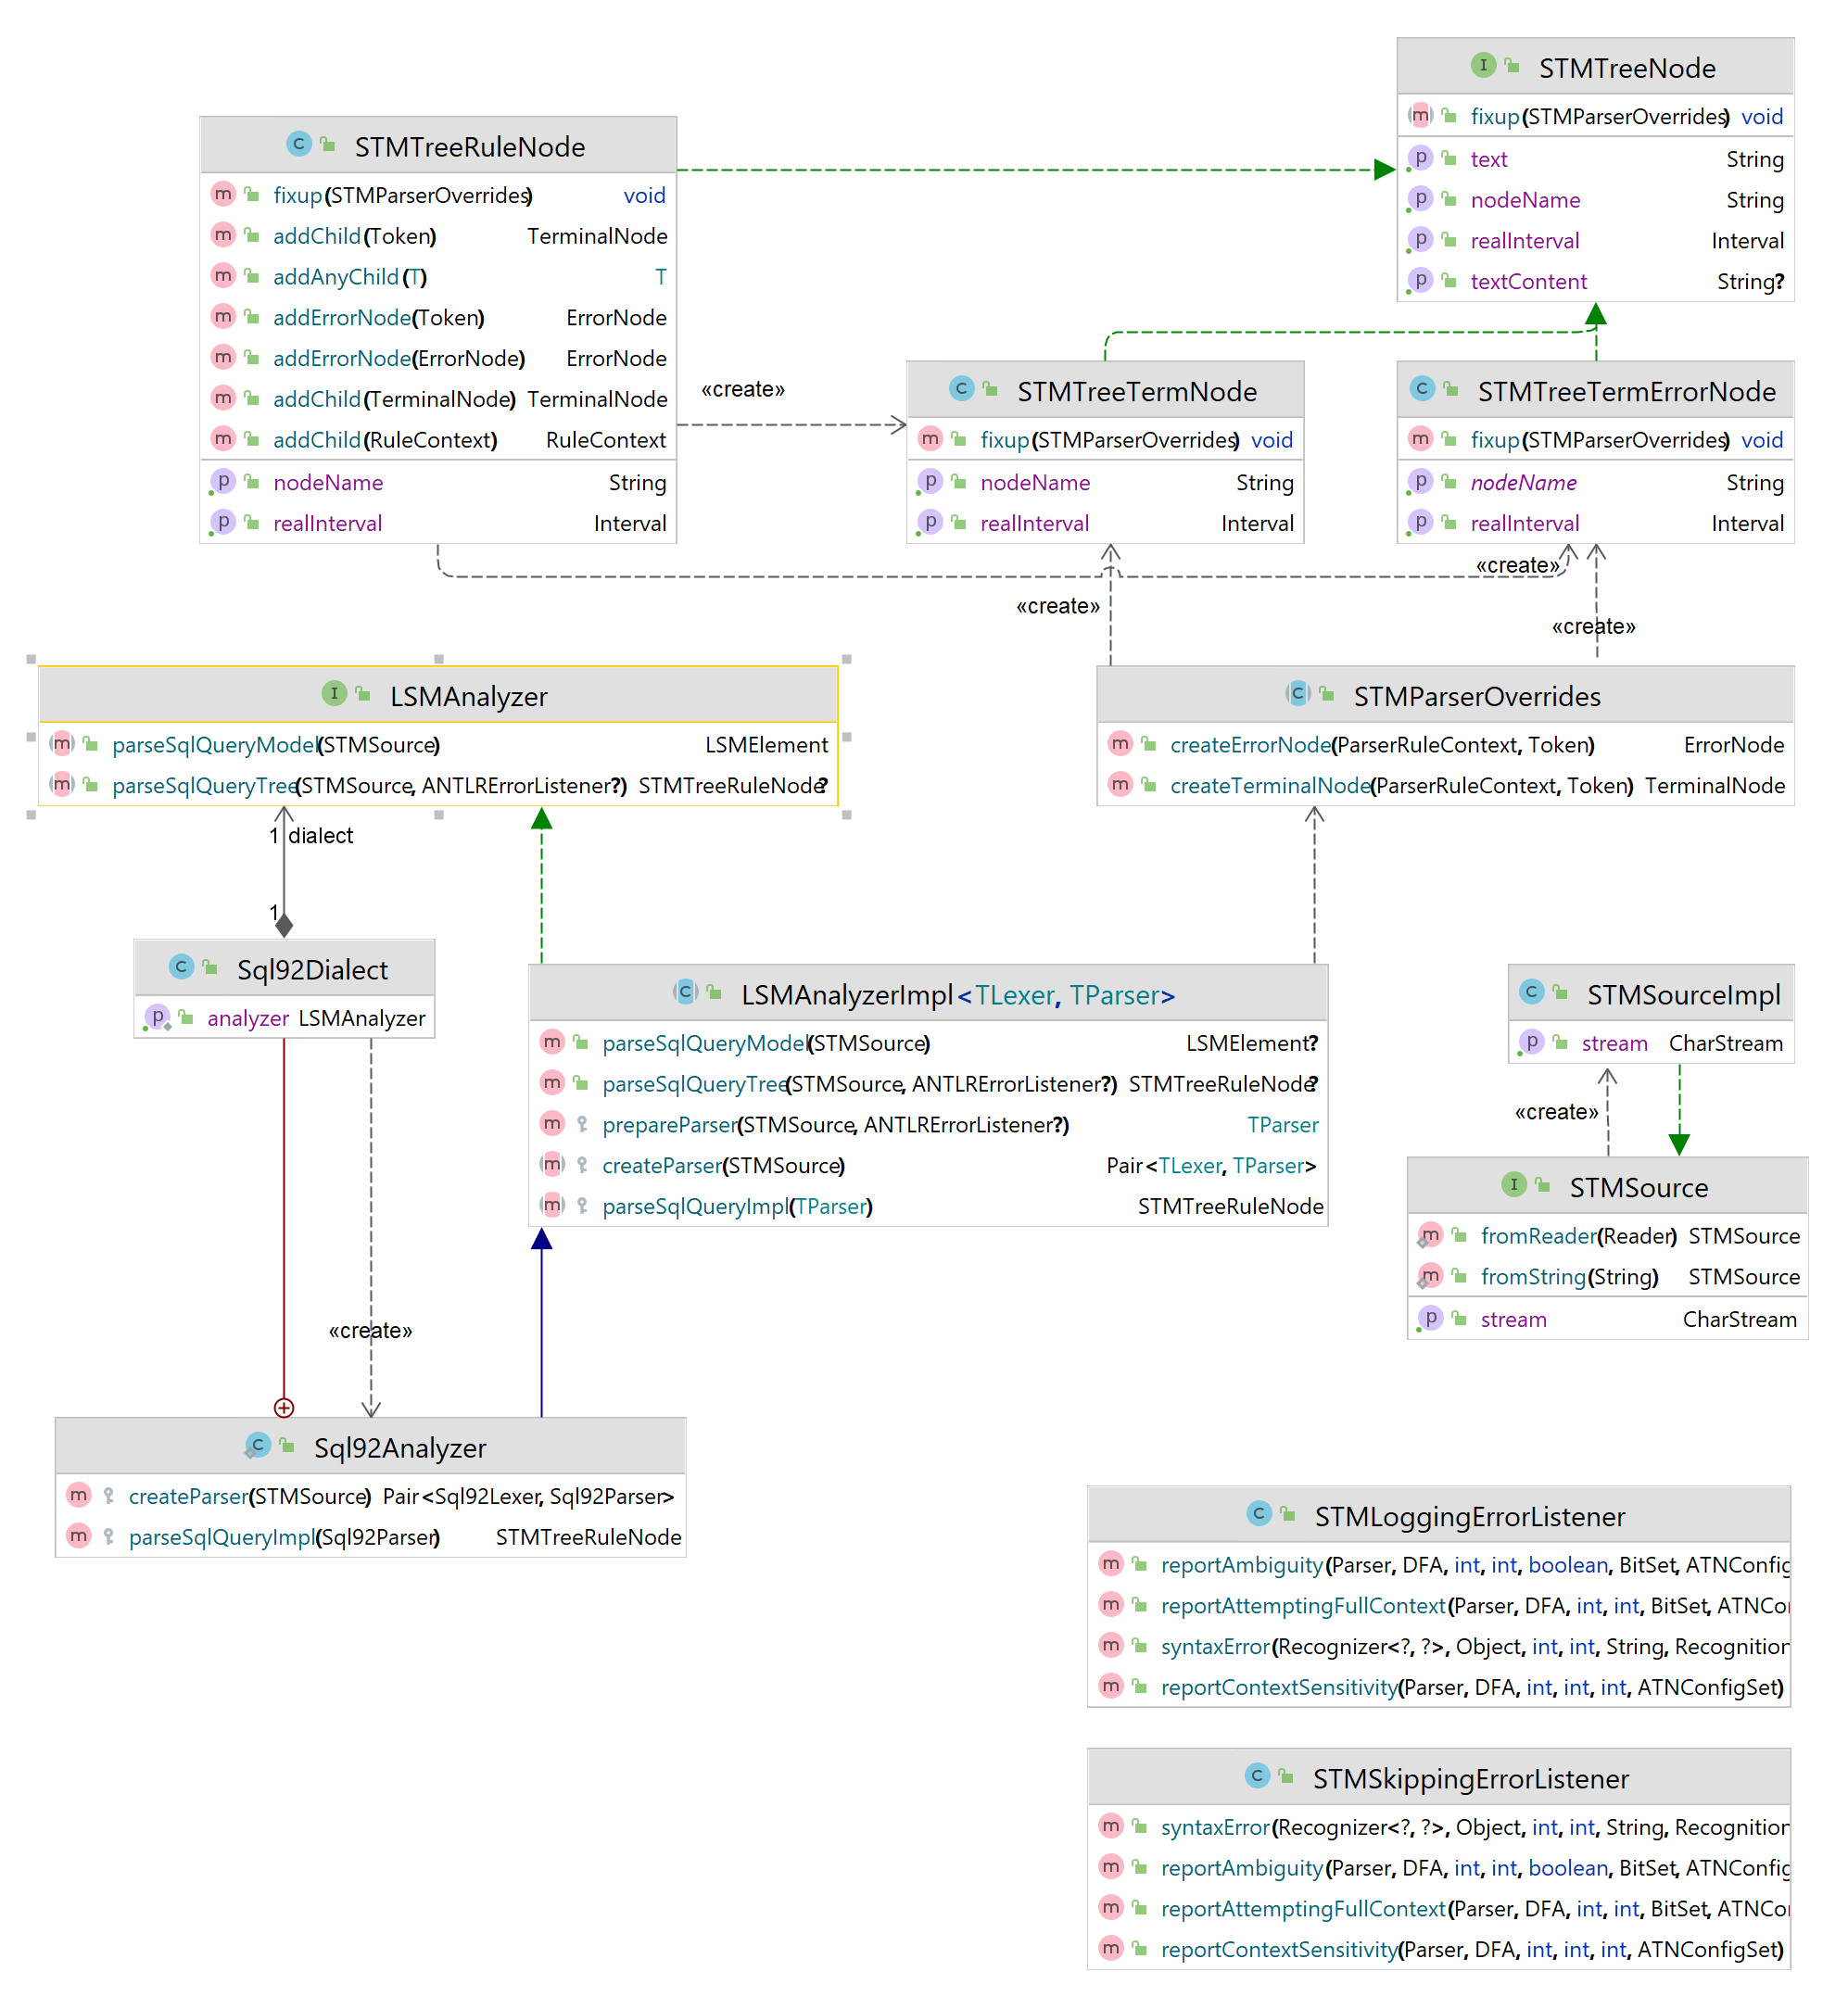 STMTreeNode
fixup(STMParserOverrides) void
text String
nodeName String
realInterval Interval
textContent String?
STMTreeRuleNode
fixup(STMParserOverrides) void
addChild(Token) TerminalNode
addAnyChild(T) T
addErrorNode(Token) ErrorNode
addErrorNode(ErrorNode) ErrorNode
addChild(TerminalNode) TerminalNode
addChild(RuleContext) RuleContext
nodeName String
realInterval Interval
«create»
STMTreeTermNode
fixup(STMParserOverrides) void
nodeName String
realInterval Interval
STMTreeTermErrorNode
fixup(STMParserOverrides) void
nodeName String
realInterval Interval
«create»
«create»
«create»
LSMAnalyzer
parseSqlQueryModel(STMSource) LSMElement
parseSqlQueryTree(STMSource, ANTLRErrorListener?) STMTreeRuleNode?
STMParserOverrides
createErrorNode(ParserRuleContext, Token) ErrorNode
createTerminalNode(ParserRuleContext, Token) TerminalNode
1 dialect
1
Sql92Dialect
analyzer LSMAnalyzer
LSMAnalyzerImpl<TLexer, TParser>
parseSqlQueryModel(STMSource) LSMElement?
parseSqlQueryTree(STMSource, ANTLRErrorListener?) STMTreeRuleNode?
prepareParser(STMSource, ANTLRErrorListener?) TParser
createParser(STMSource) Pair<TLexer, TParser>
parseSqlQueryImpl(TParser) STMTreeRuleNode
STMSourceImpl
stream CharStream
«create»
STMSource
fromReader(Reader) STMSource
fromString(String) STMSource
stream CharStream
«create»
Sql92Analyzer
createParser(STMSource) Pair<Sql92Lexer, Sql92Parser>
parseSqlQueryImpl(Sql92Parser) STMTreeRuleNode
STMLoggingErrorListener
reportAmbiguity(Parser, DFA, int, int, boolean, BitSet, ATNConfig
reportAttemptingFullContext(Parser, DFA, int, int, BitSet, ATNCo
syntaxError(Recognizer<?, ?>, Object, int, int, String, Recognition
reportContextSensitivity(Parser, DFA, int, int, int, ATNConfigSet)
STMSkippingErrorListener
syntaxError(Recognizer<?, ?>, Object, int, int, String, Recognition
reportAmbiguity(Parser, DFA, int, int, boolean, BitSet, ATNConfig
reportAttemptingFullContext(Parser, DFA, int, int, BitSet, ATNCo
reportContextSensitivity(Parser, DFA, int, int, int, ATNConfigSet)